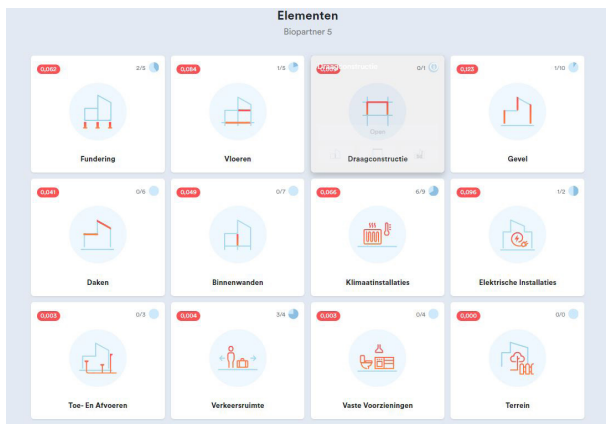 Elementen
Biopartner 5
0,062 2/5
Fundering
0,084 1/5
Vloeren
0/1
Open
Draagconstructie
0,123 1/10
Gevel
0,041 0/6
Daken
0,049 0/7
Binnenwanden
0,066 6/9
Klimaatinstallaties
0,096 1/2
Elektrische Installaties
0,003 0/3
Toe- En Afvoeren
0,004 3/4
Verkeersruimte
0,003 0/4
Vaste Voorzieningen
0,000 0/0
Terrein